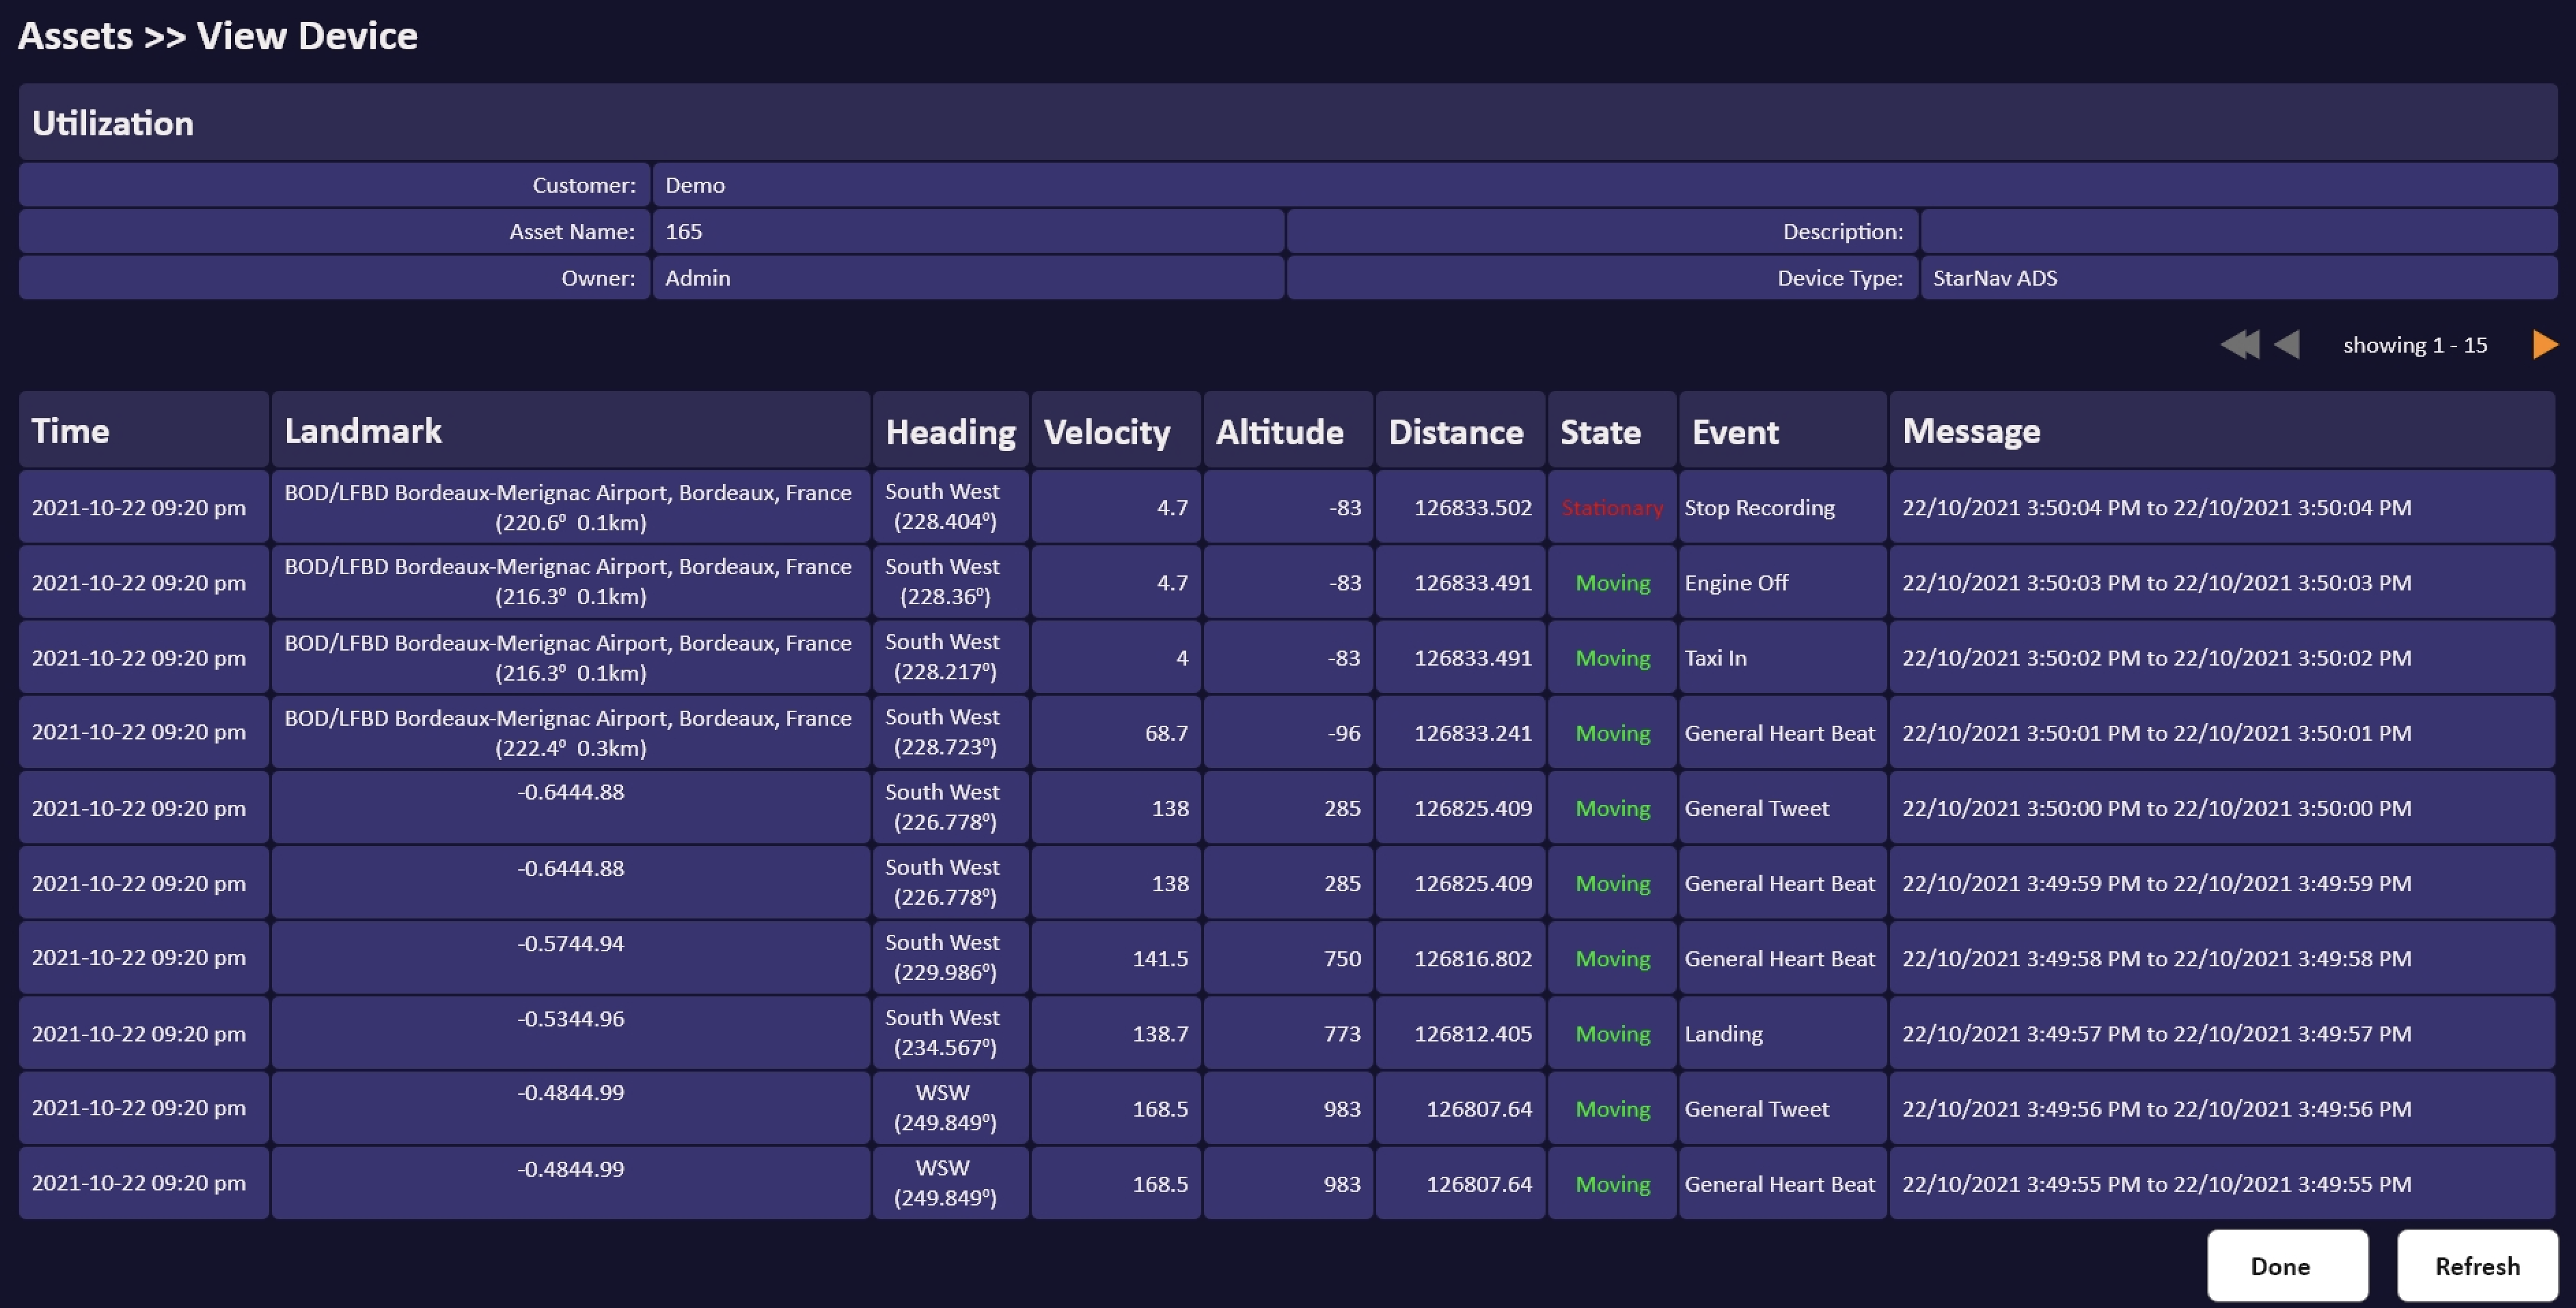 Assets >> View Device
Utilization
Customer: Demo
Asset Name: 165 Description:
Owner: Admin Device Type: StarNav ADS
showing 1 - 15
Time Landmark Heading Velocity Altitude Distance State Event Message
2021-10-22 09:20 pm BOD/LFBD Bordeaux-Merignac Airport, Bordeaux, France (220.6⁰ 0.1km) South West (228.404⁰) 4.7 -83 126833.502 Stationary Stop Recording 22/10/2021 3:50:04 PM to 22/10/2021 3:50:04 PM
2021-10-22 09:20 pm BOD/LFBD Bordeaux-Merignac Airport, Bordeaux, France (216.3⁰ 0.1km) South West (228.36⁰) 4.7 -83 126833.491 Moving Engine Off 22/10/2021 3:50:03 PM to 22/10/2021 3:50:03 PM
2021-10-22 09:20 pm BOD/LFBD Bordeaux-Merignac Airport, Bordeaux, France (216.3⁰ 0.1km) South West (228.217⁰) 4 -83 126833.491 Moving Taxi In 22/10/2021 3:50:02 PM to 22/10/2021 3:50:02 PM
2021-10-22 09:20 pm BOD/LFBD Bordeaux-Merignac Airport, Bordeaux, France (222.4⁰ 0.3km) South West (228.723⁰) 68.7 -96 126833.241 Moving General Heart Beat 22/10/2021 3:50:01 PM to 22/10/2021 3:50:01 PM
2021-10-22 09:20 pm -0.6444.88 South West (226.778⁰) 138 285 126825.409 Moving General Tweet 22/10/2021 3:50:00 PM to 22/10/2021 3:50:00 PM
2021-10-22 09:20 pm -0.6444.88 South West (226.778⁰) 138 285 126825.409 Moving General Heart Beat 22/10/2021 3:49:59 PM to 22/10/2021 3:49:59 PM
2021-10-22 09:20 pm -0.5744.94 South West (229.986⁰) 141.5 750 126816.802 Moving General Heart Beat 22/10/2021 3:49:58 PM to 22/10/2021 3:49:58 PM
2021-10-22 09:20 pm -0.5344.96 South West (234.567⁰) 138.7 773 126812.405 Moving Landing 22/10/2021 3:49:57 PM to 22/10/2021 3:49:57 PM
2021-10-22 09:20 pm -0.4844.99 WSW (249.849⁰) 168.5 983 126807.64 Moving General Tweet 22/10/2021 3:49:56 PM to 22/10/2021 3:49:56 PM
2021-10-22 09:20 pm -0.4844.99 WSW (249.849⁰) 168.5 983 126807.64 Moving General Heart Beat 22/10/2021 3:49:55 PM to 22/10/2021 3:49:55 PM
Done Refresh